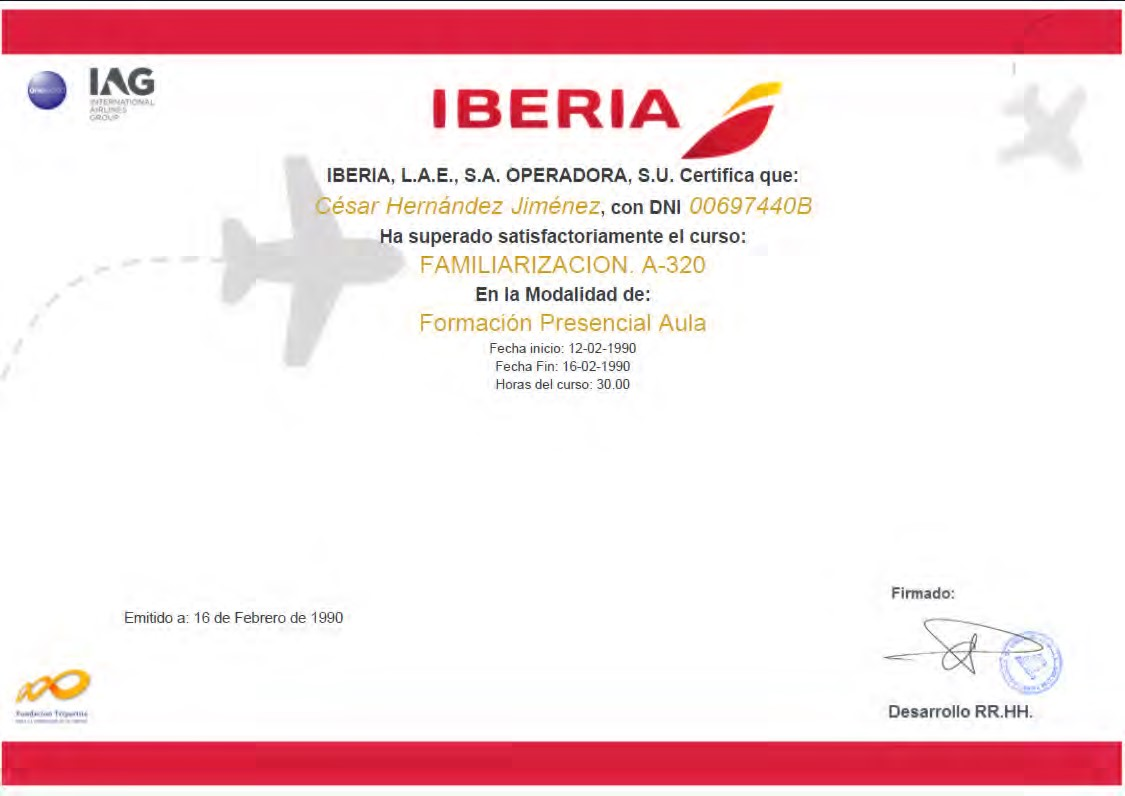 oneworld
IAG
INTERNATIONAL
AIRLINES
GROUP
IBERIA
IBERIA, L.A.E., S.A. OPERADORA, S.U. Certifica que:
César Hernández Jiménez, con DNI 00697440B
Ha superado satisfactoriamente el curso:
FAMILIARIZACION. A-320
En la Modalidad de:
Formación Presencial Aula
Fecha inicio: 12-02-1990
Fecha Fin: 16-02-1990
Horas del curso: 30.00
Emitido a: 16 de Febrero de 1990
Firmado:
Fundación Tripartita
Desarrollo RR.HH.